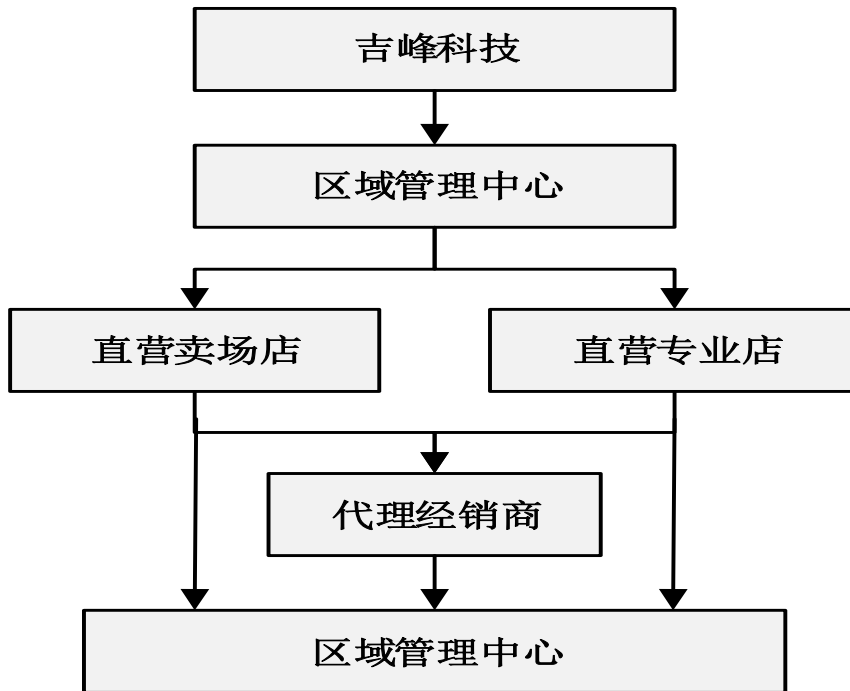 吉峰科技
区域管理中心
直营卖场店
直营专业店
代理经销商
区域管理中心